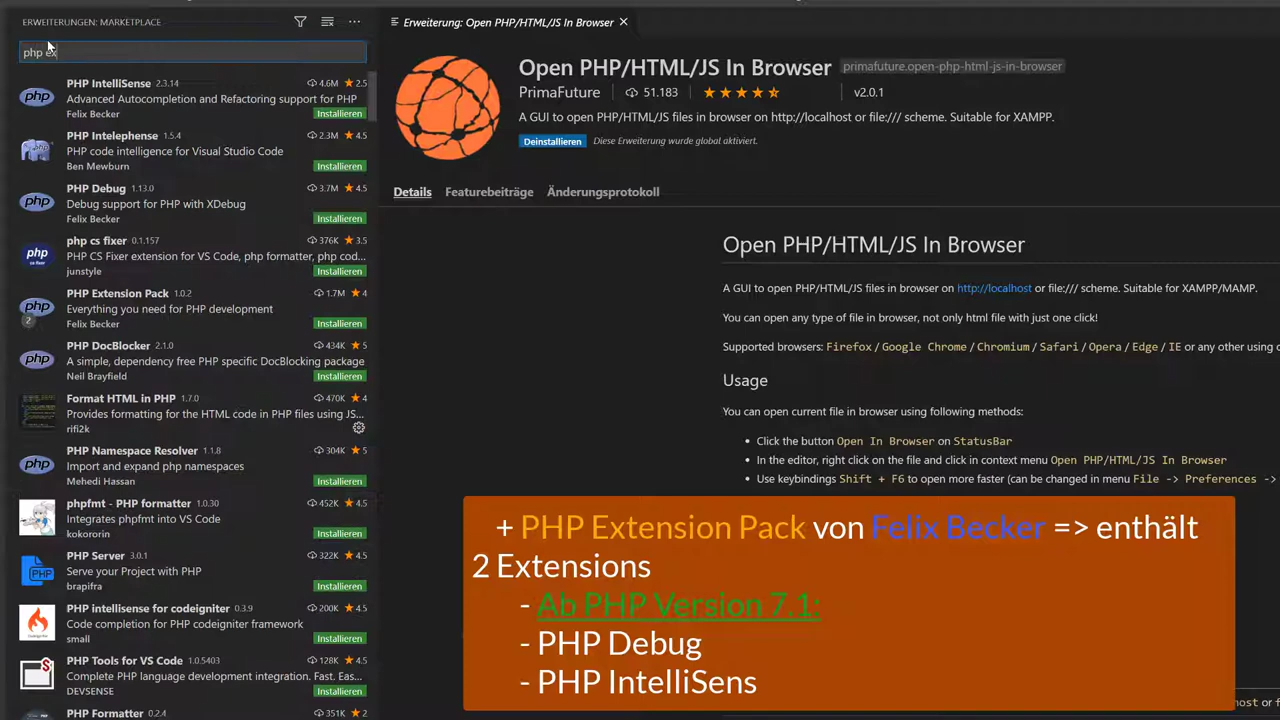 ERWEITERUNGEN: MARKETPLACE
php ex
PHP IntelliSense 2.3.14 4.6M ★ 2.5
Advanced Autocompletion and Refactoring support for PHP
Felix Becker Installieren
PHP Intelephense 1.5.4 2.3M ★ 4.5
PHP code intelligence for Visual Studio Code
Ben Mewburn Installieren
PHP Debug 1.13.0 3.7M ★ 4.5
Debug support for PHP with XDebug
Felix Becker Installieren
php cs fixer 0.1.157 376K ★ 3.5
PHP CS Fixer extension for VS Code, php formatter, php cod...
junstyle Installieren
PHP Extension Pack 1.0.2 1.7M ★ 4
Everything you need for PHP development
2
Felix Becker Installieren
PHP DocBlocker 2.1.0 434K ★ 5
A simple, dependency free PHP specific DocBlocking package
Neil Brayfield Installieren
Format HTML in PHP 1.7.0 470K ★ 4
Provides formatting for the HTML code in PHP files using JS...
rifi2k
PHP Namespace Resolver 1.1.8 304K ★ 5
Import and expand php namespaces
Mehedi Hassan Installieren
phpfmt - PHP formatter 1.0.30 452K ★ 4.5
Integrates phpfmt into VS Code
kokororin Installieren
PHP Server 3.0.1 322K ★ 4.5
Serve your Project with PHP
brapifra Installieren
PHP intellisense for codeigniter 0.3.9 200K ★ 4.5
Code completion for PHP codeigniter framework
small Installieren
PHP Tools for VS Code 1.0.5403 128K ★ 4.5
Complete PHP language development integration. Fast. Eas...
DEVSENSE Installieren
PHP Formatter 0.2.4 351K ★ 2
Erweiterung: Open PHP/HTML/JS In Browser
Open PHP/HTML/JS In Browser primafuture.open-php-html-js-in-browser
PrimaFuture 51.183 v2.0.1
A GUI to open PHP/HTML/JS files in browser on http://localhost or file:/// scheme. Suitable for XAMPP.
Deinstallieren Diese Erweiterung wurde global aktiviert.
Details Featurebeiträge Änderungsprotokoll
Open PHP/HTML/JS In Browser
A GUI to open PHP/HTML/JS files in browser on http://localhost or file:/// scheme. Suitable for XAMPP/MAMP.
You can open any type of file in browser, not only html file with just one click!
Supported browsers: Firefox / Google Chrome / Chromium / Safari / Opera / Edge / IE or any other using
Usage
You can open current file in browser using following methods:
• Click the button Open In Browser on StatusBar
• In the editor, right click on the file and click in context menu Open PHP/HTML/JS In Browser
• Use keybindings Shift + F6 to open more faster (can be changed in menu File -> Preferences ->
+ PHP Extension Pack von Felix Becker => enthält
2 Extensions
- Ab PHP Version 7.1:
- PHP Debug
- PHP IntelliSens